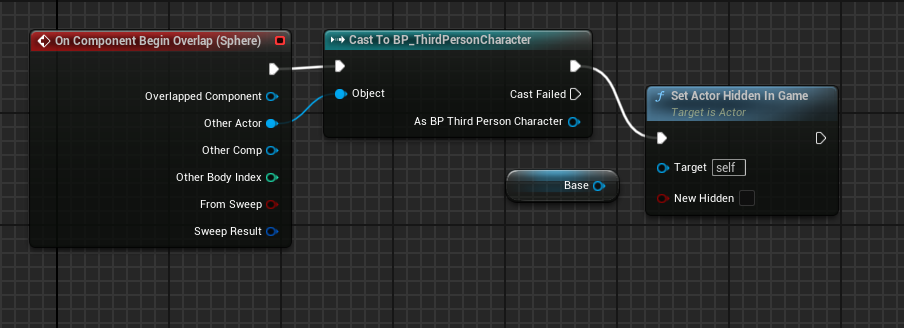 On Component Begin Overlap (Sphere)
Overlapped Component
Other Actor
Other Comp
Other Body Index
From Sweep
Sweep Result
Cast To BP_ThirdPersonCharacter
Object
Cast Failed
As BP Third Person Character
Base
f Set Actor Hidden In Game
Target is Actor
Target self
New Hidden